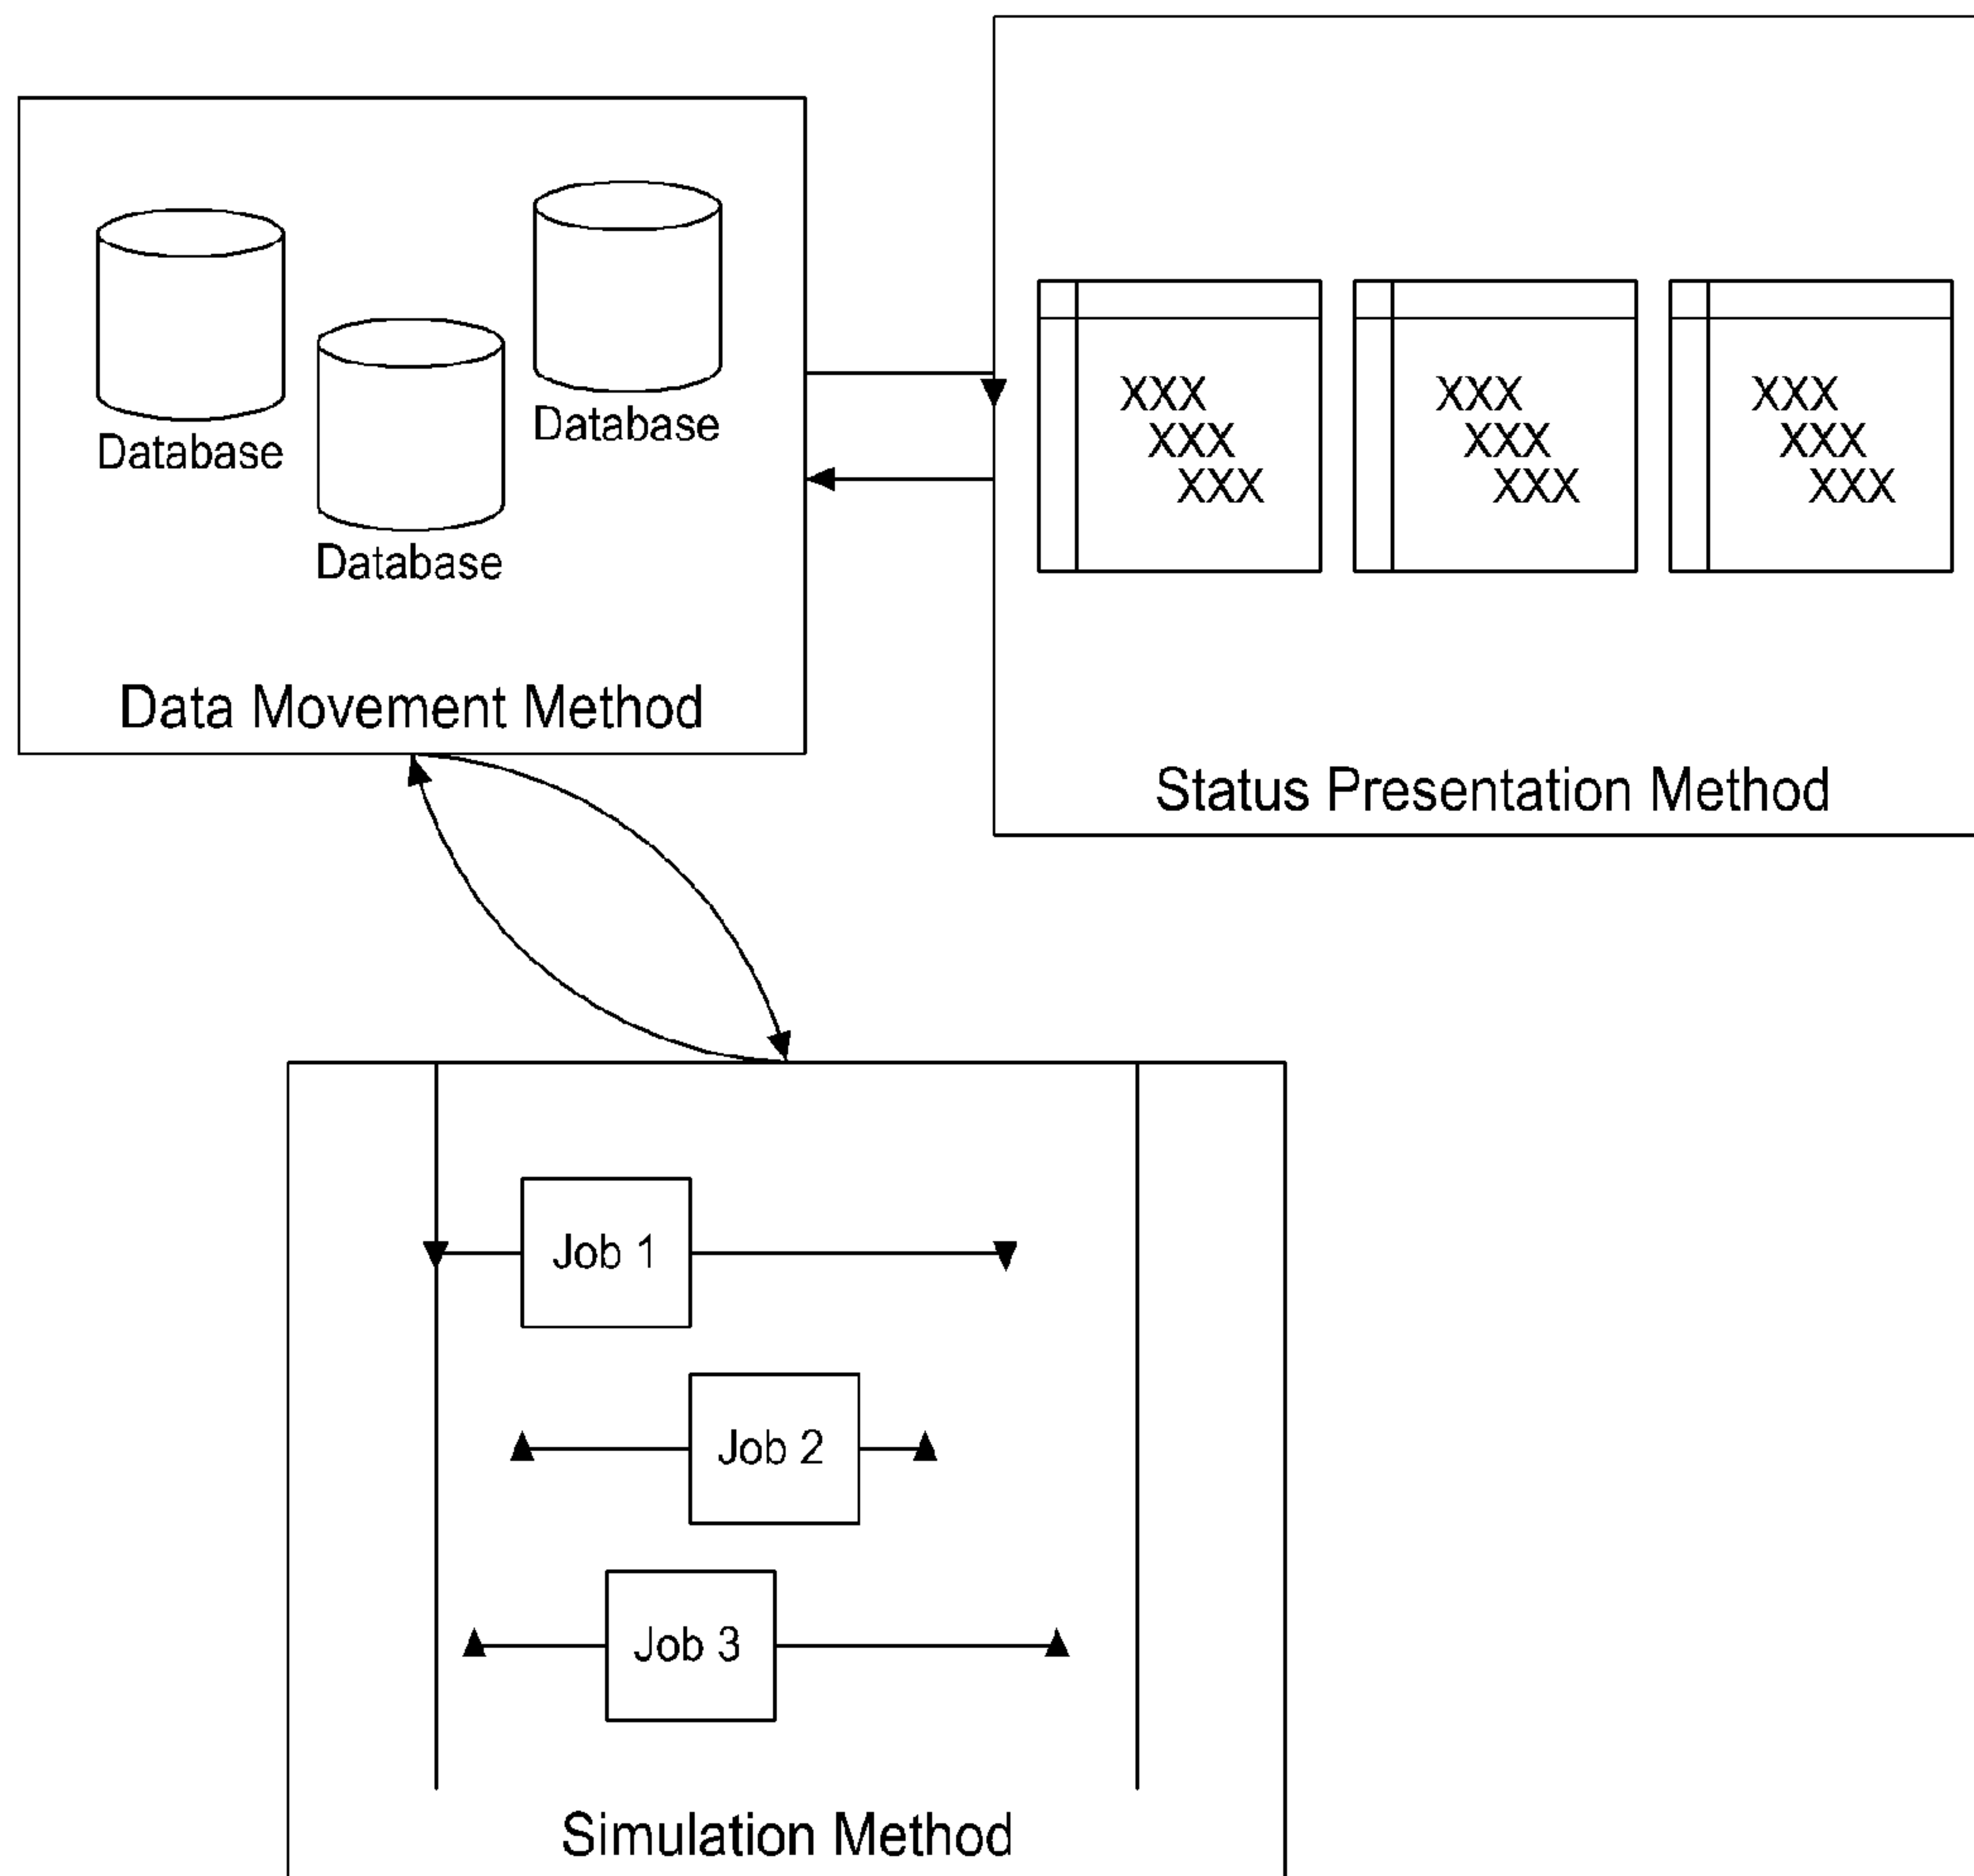 Database
Database
Database
Data Movement Method
XXX
XXX
XXX
XXX
XXX
XXX
XXX
XXX
XXX
Status Presentation Method
Job 1
Job 2
Job 3
Simulation Method